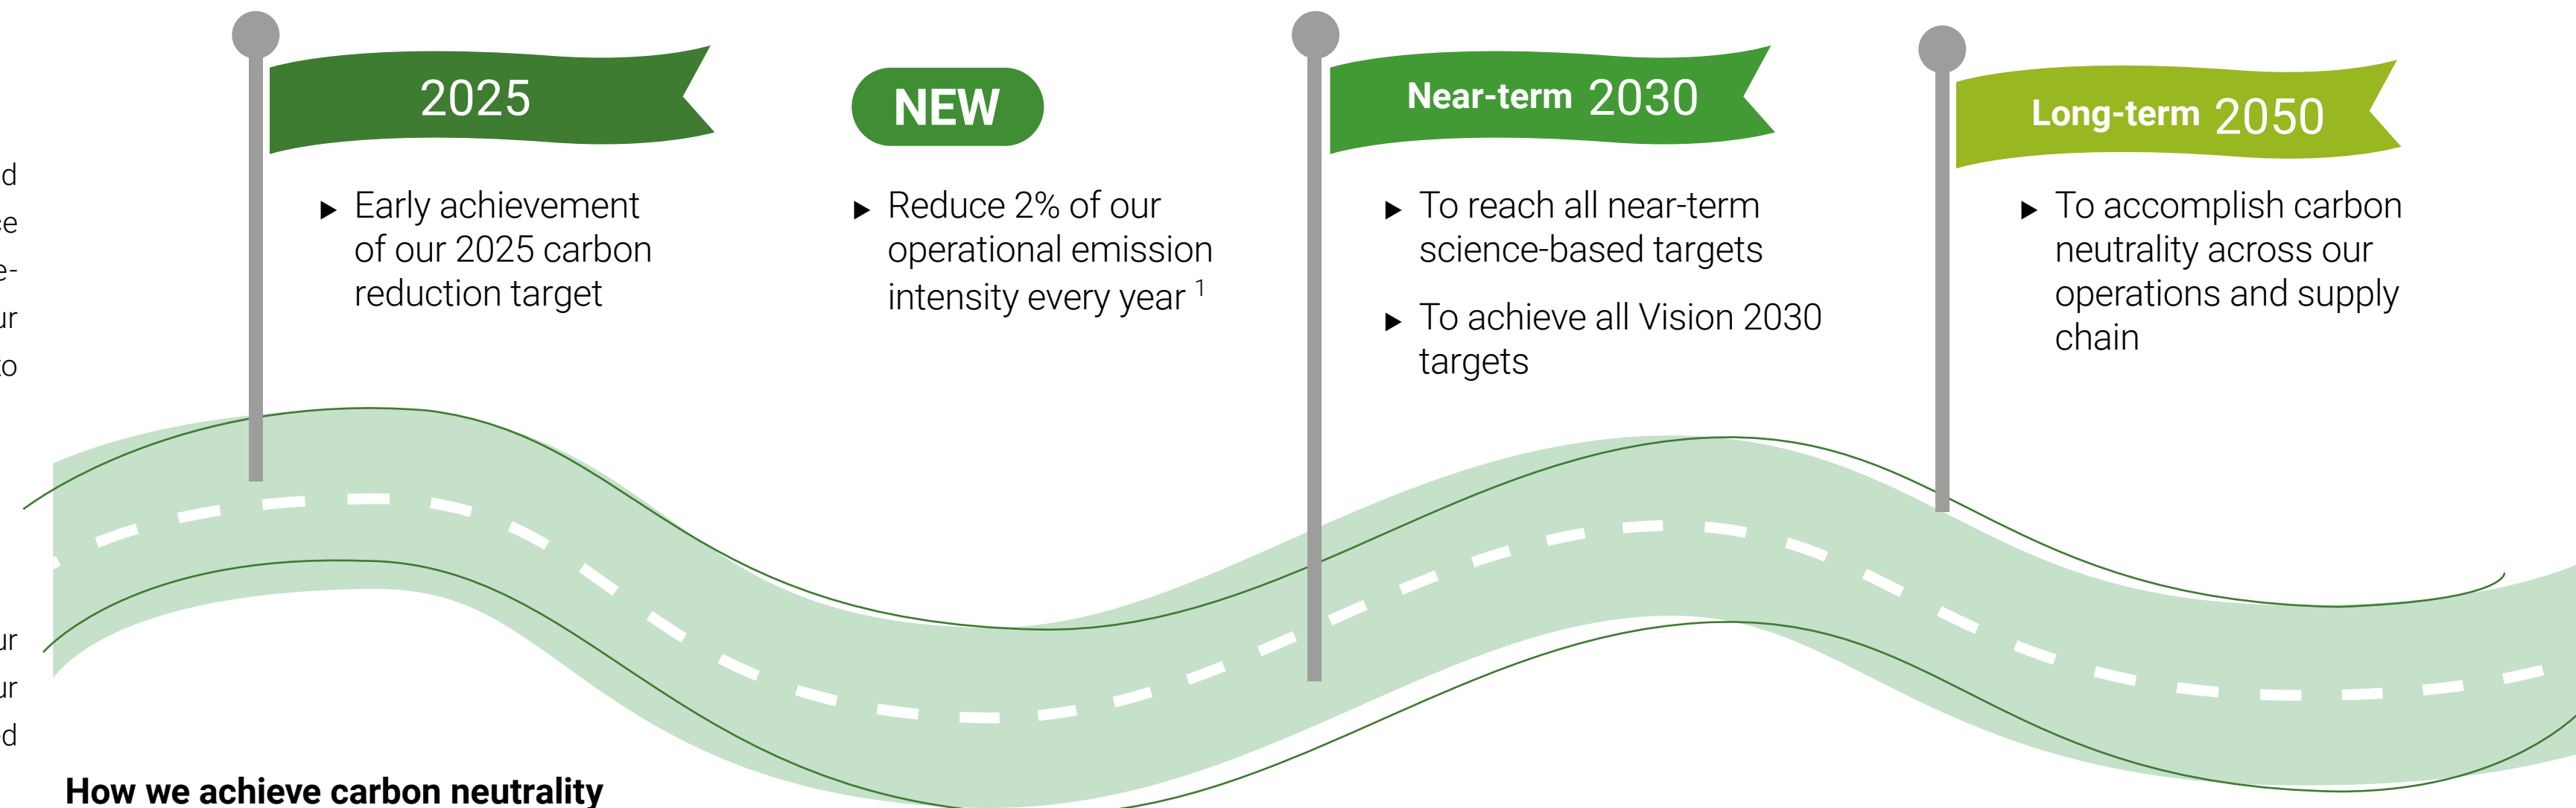 2025
Early achievement
of our 2025 carbon
reduction target
NEW
Reduce 2% of our
operational emission
intensity every year 1
Near-term 2030
To reach all near-term
science-based targets
To achieve all Vision 2030
targets
Long-term 2050
To accomplish carbon
neutrality across our
operations and supply
chain
How we achieve carbon neutrality